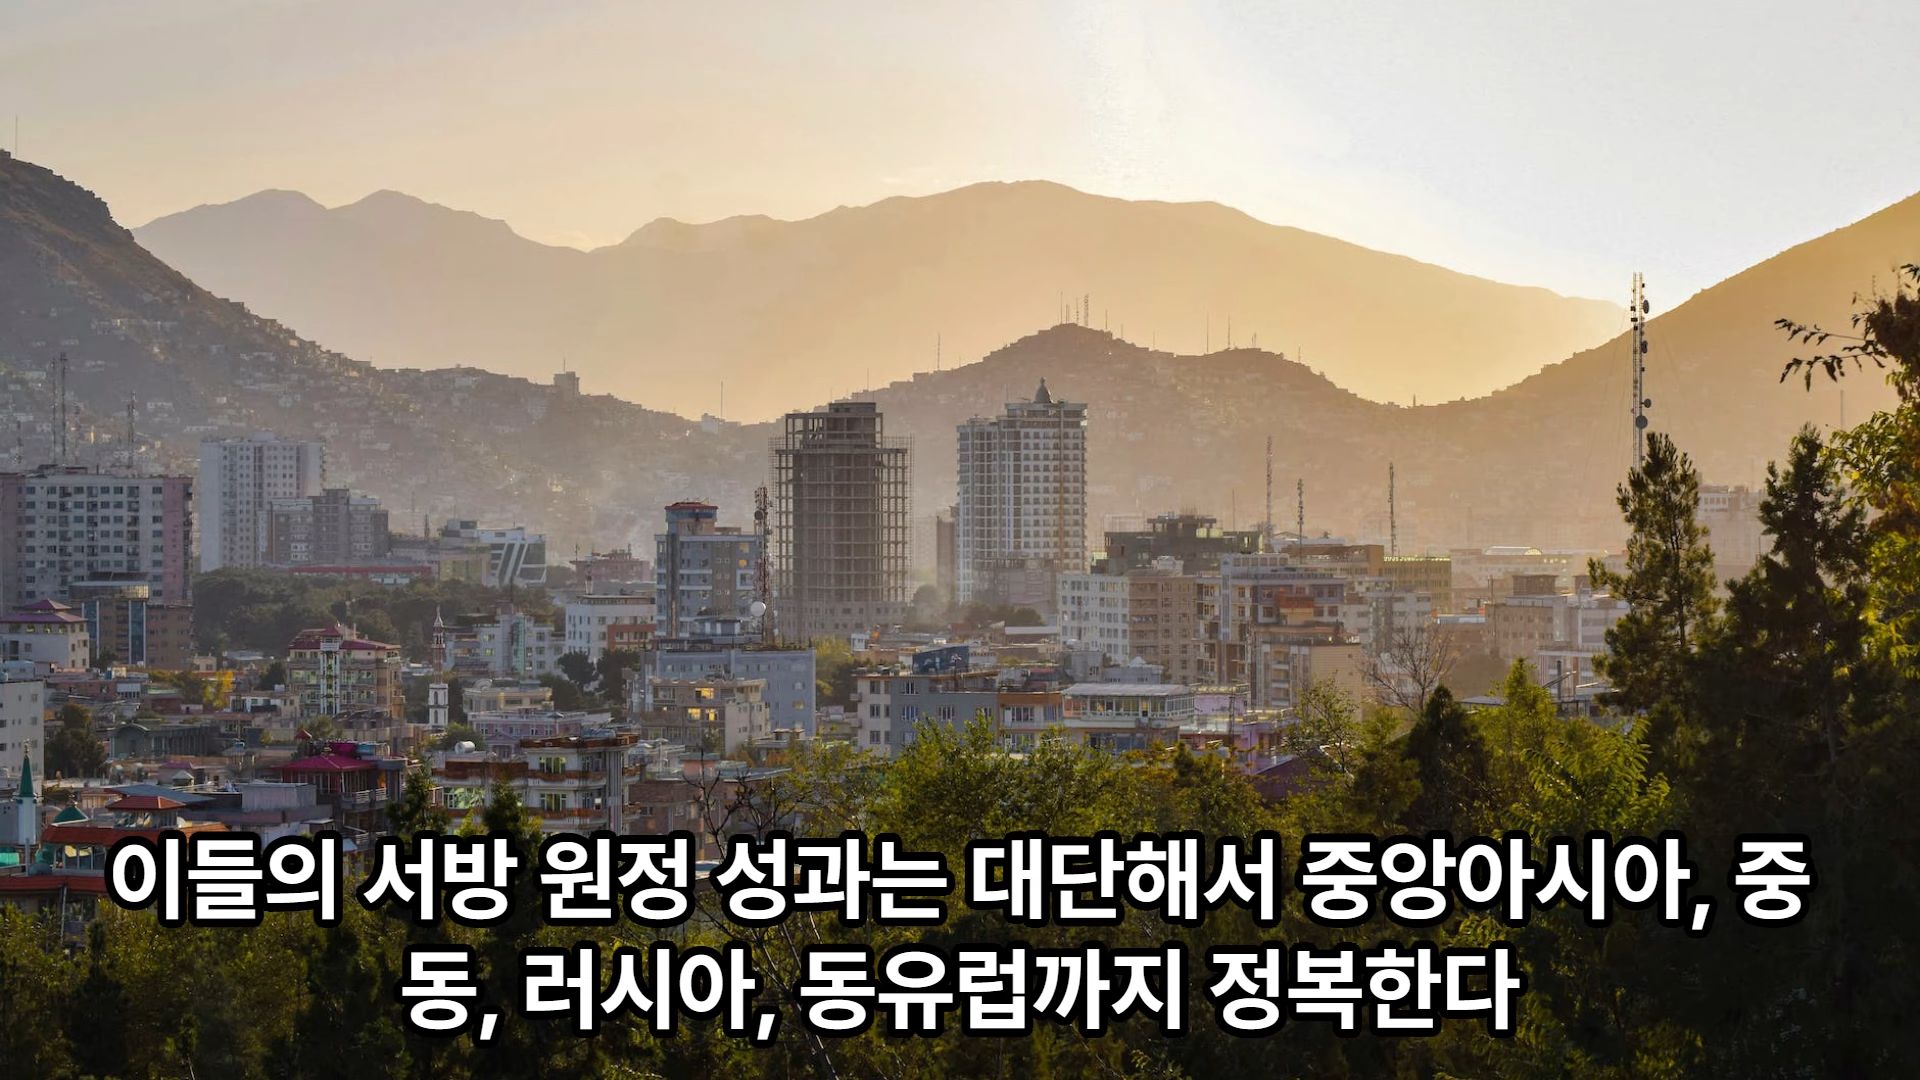 이들의 서방 원정 성과는 대단해서 중앙아시아, 중
동, 러시아, 동유럽까지 정복한다